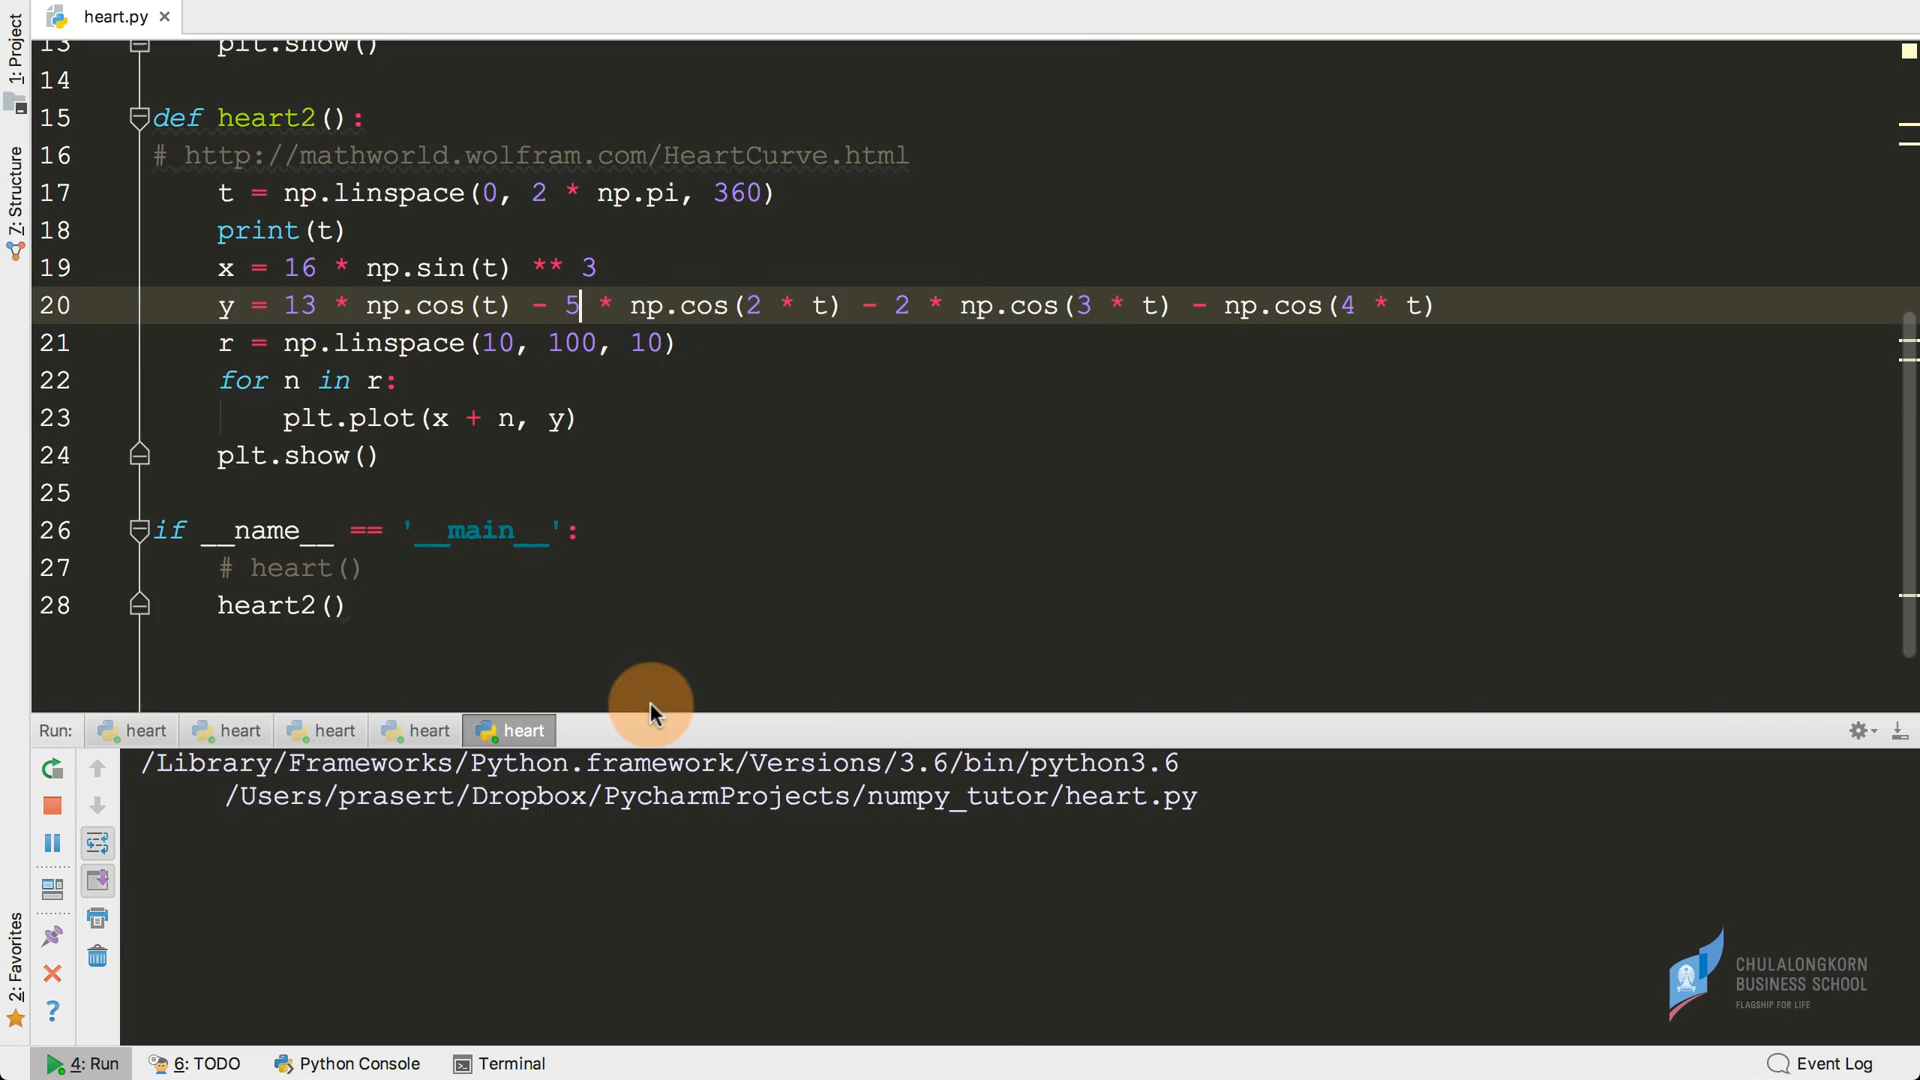 heart.py
1: Project
13 plt.show()
14
15 def heart2():
16 # http://mathworld.wolfram.com/HeartCurve.html
17 t = np.linspace(0, 2 * np.pi, 360)
18 print(t)
19 x = 16 * np.sin(t) ** 3
20 y = 13 * np.cos(t) - 5 * np.cos(2 * t) - 2 * np.cos(3 * t) - np.cos(4 * t)
21 r = np.linspace(10, 100, 10)
22 for n in r:
23 plt.plot(x + n, y)
24 plt.show()
25
26 if __name__ == '__main__':
27 # heart()
28 heart2()
7: Structure
Run: heart heart heart heart heart
/Library/Frameworks/Python.framework/Versions/3.6/bin/python3.6
/Users/prasert/Dropbox/PycharmProjects/numpy_tutor/heart.py
2: Favorites
CHULALONGKORN
BUSINESS SCHOOL
FLAGSHIP FOR LIFE
4: Run 6: TODO Python Console Terminal Event Log